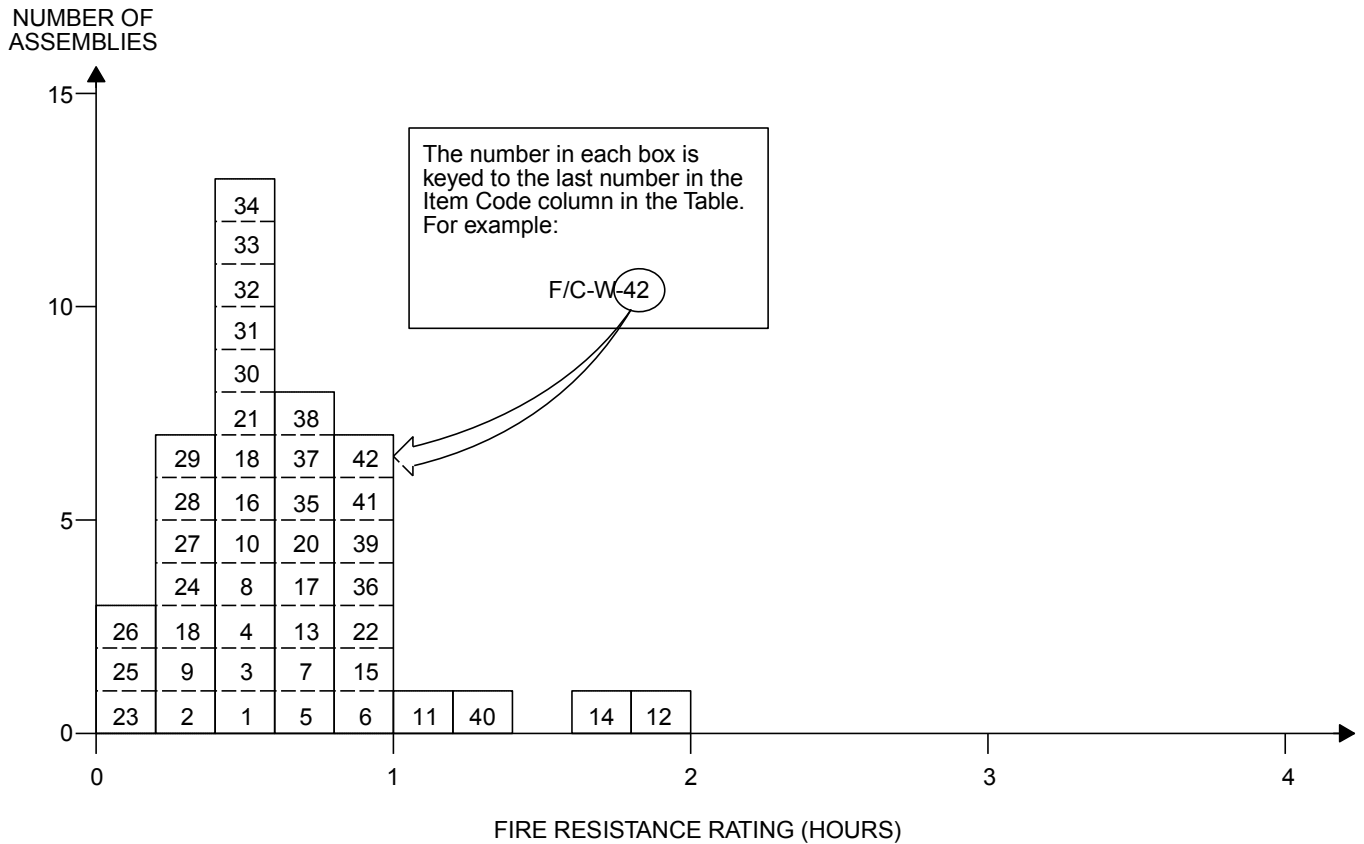 NUMBER OF
ASSEMBLIES
15
The number in each box is
keyed to the last number in the
Item Code column in the Table.
For example:
F/C-W-42
34
33
10
32
31
30
21 38
29 18 37 42
28 16 35 41
5
27 10 20 39
24 8 17 36
26 18 4 13 22
25 9 3 7 15
0 23 2 1 5 6 11 40 14 12
0 1 2 3 4
FIRE RESISTANCE RATING (HOURS)